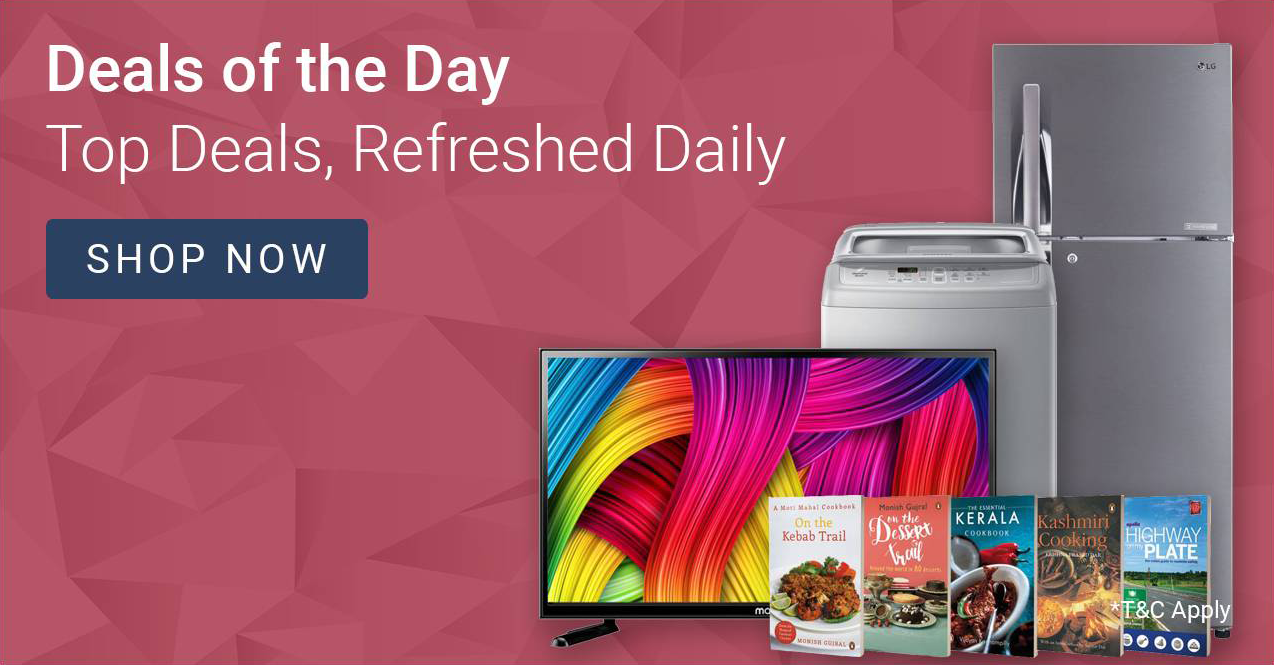 Deals of the Day
Top Deals, Refreshed Daily
SHOP NOW
LG
A Moti Mahal Cookbook
On the
Kebab Trail
MONISH GUJRAL
Monish Gujral
on the
Dessert
trail
THE ESSENTIAL
KERALA
COOKBOOK
Kashmiri
Cooking
HIGHWAY
PLATE
*T&C Apply